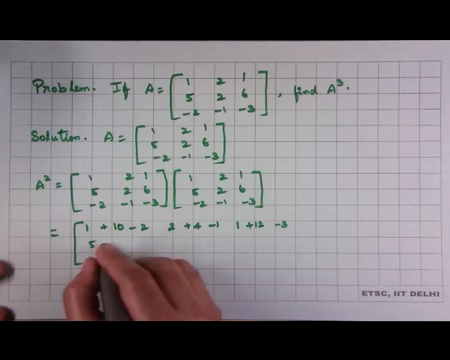 Problem. If A = [ 1 2 1 ; 5 2 6 ; -2 -1 -3 ], find A³.
Solution. A = [ 1 2 1 ; 5 2 6 ; -2 -1 -3 ]
A² = [ 1 2 1 ; 5 2 6 ; -2 -1 -3 ] [ 1 2 1 ; 5 2 6 ; -2 -1 -3 ]
= [ 1 + 10 - 2 2 + 4 - 1 1 + 12 - 3
5
ETSC, IIT DELHI